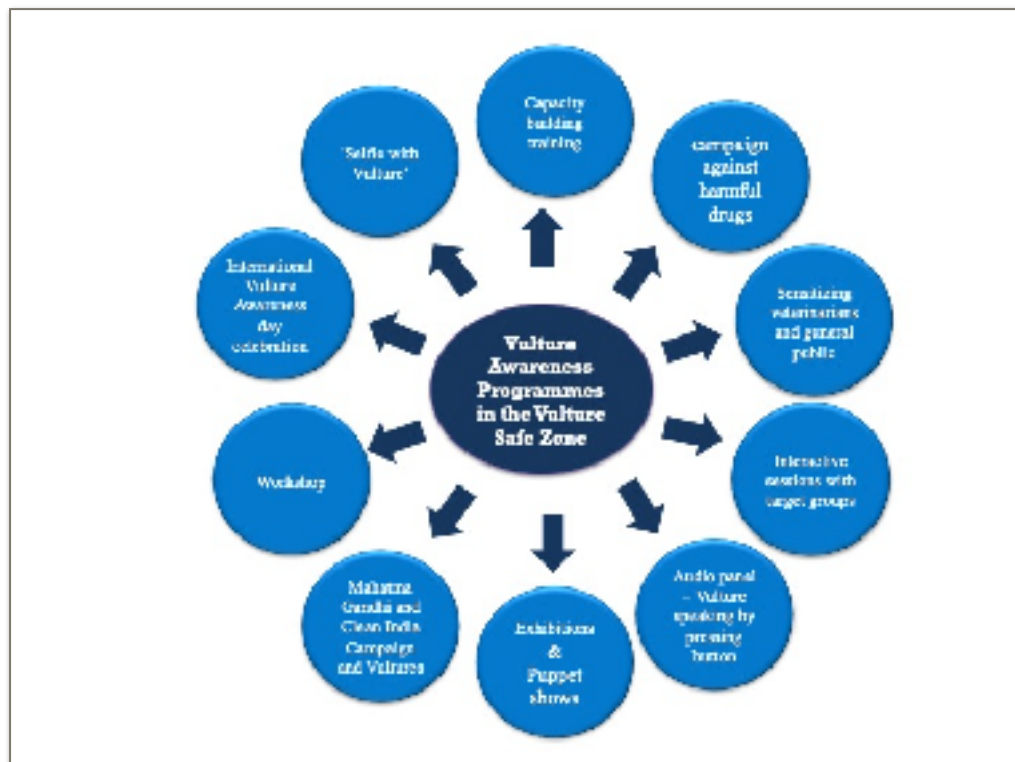 Capacity
building
training
campaign
against
harmful
drugs
Sensitizing
veterinarians
and general
public
Interactive
sessions with
target groups
Audio panel
– Vulture
speaking by
pressing
button
Exhibitions
&
Puppet
shows
Mahatma
Gandhi and
Clean India
Campaign
and Vultures
Workshop
International
Vulture
Awareness
day
celebration
'Selfie with
Vulture'
Vulture
Awareness
Programmes
in the Vulture
Safe Zone